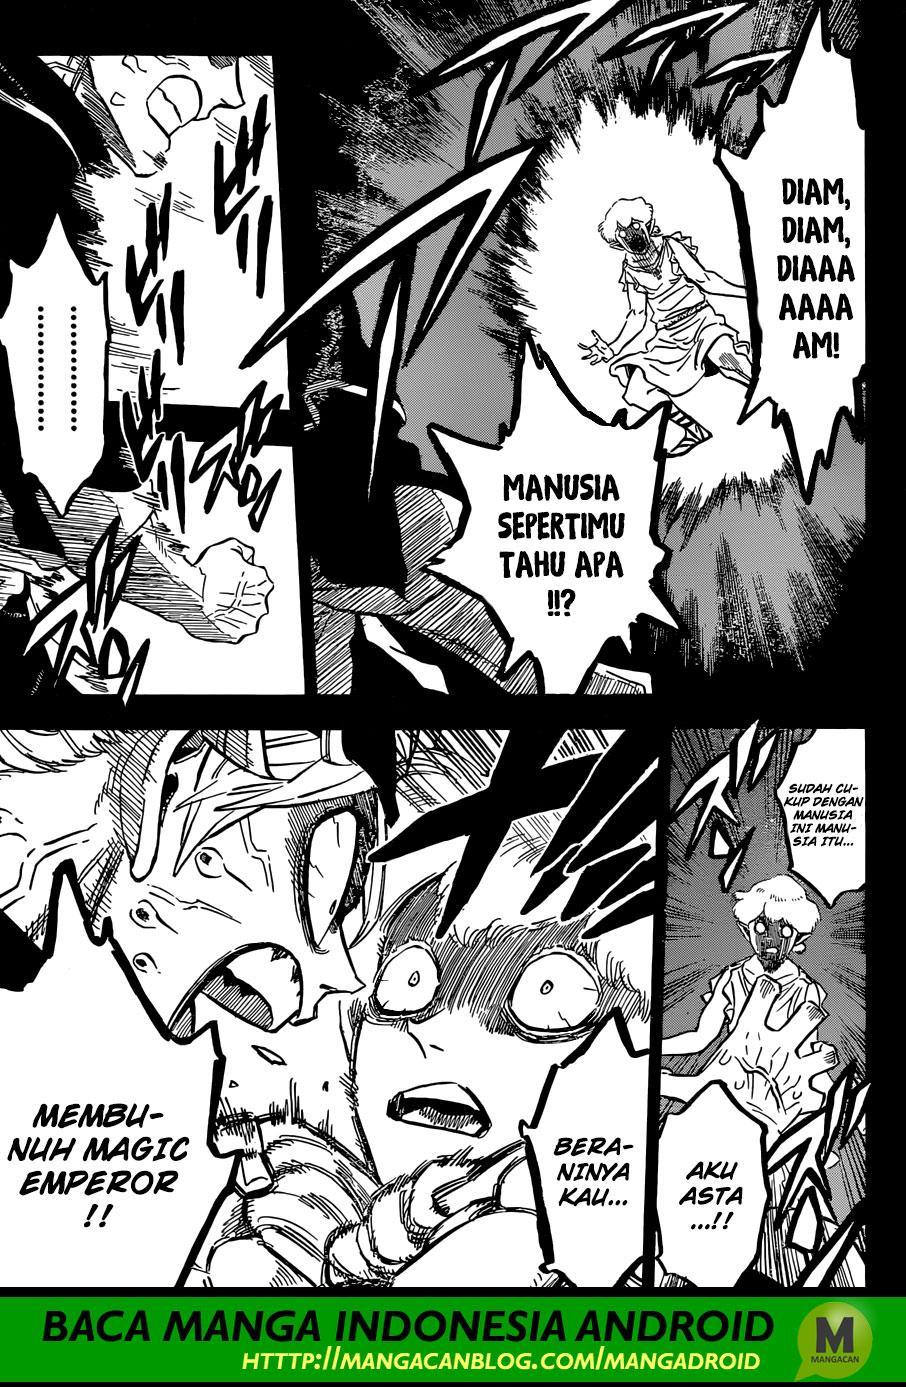 DIAM,
DIAM,
DIAAA
AAAA
AM!
MANUSIA
SEPERTIMU
TAHU APA
!!?
SUDAH CU-
KUP DENGAN
MANUSIA
INI MANU-
SIA ITU...
AKU
ASTA
...!!
BERA-
NINYA
KAU...
MEMBU-
NUH MAGIC
EMPEROR
!!
BACA MANGA INDONESIA ANDROID
HTTTP://MANGACANBLOG.COM/MANGADROID
M
MANGACAN